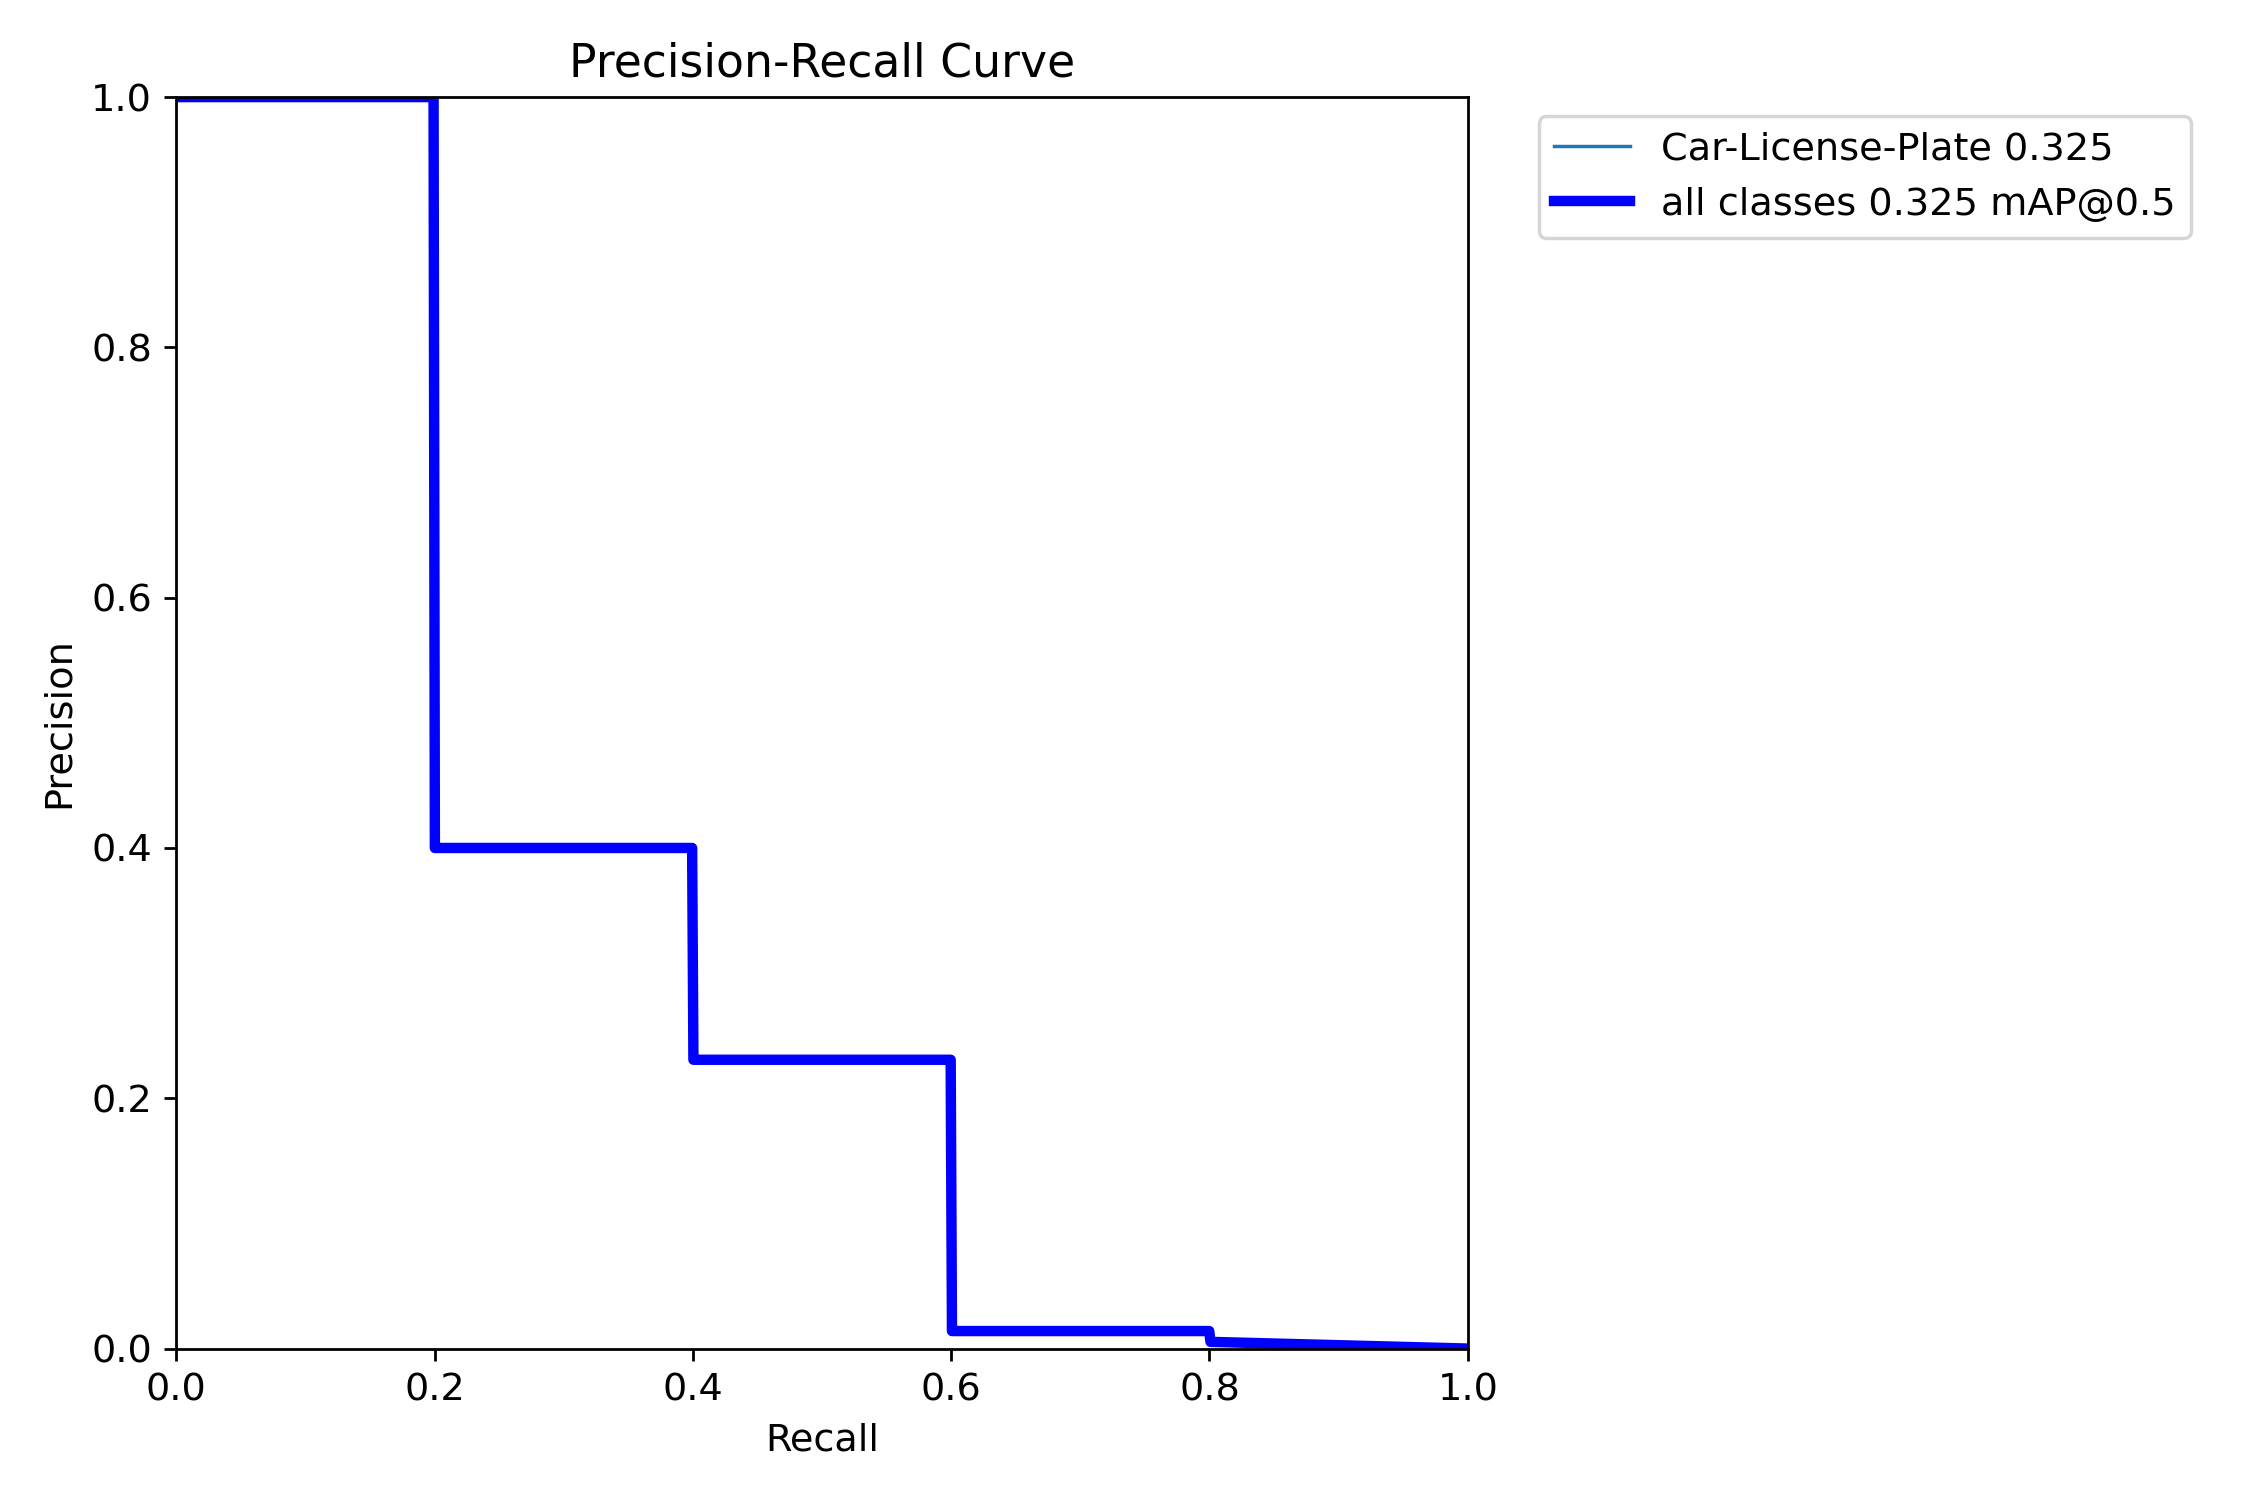 Precision-Recall Curve
1.0
0.8
0.6
0.4
0.2
0.0
Precision
0.0 0.2 0.4 0.6 0.8 1.0
Recall
Car-License-Plate 0.325
all classes 0.325 mAP@0.5